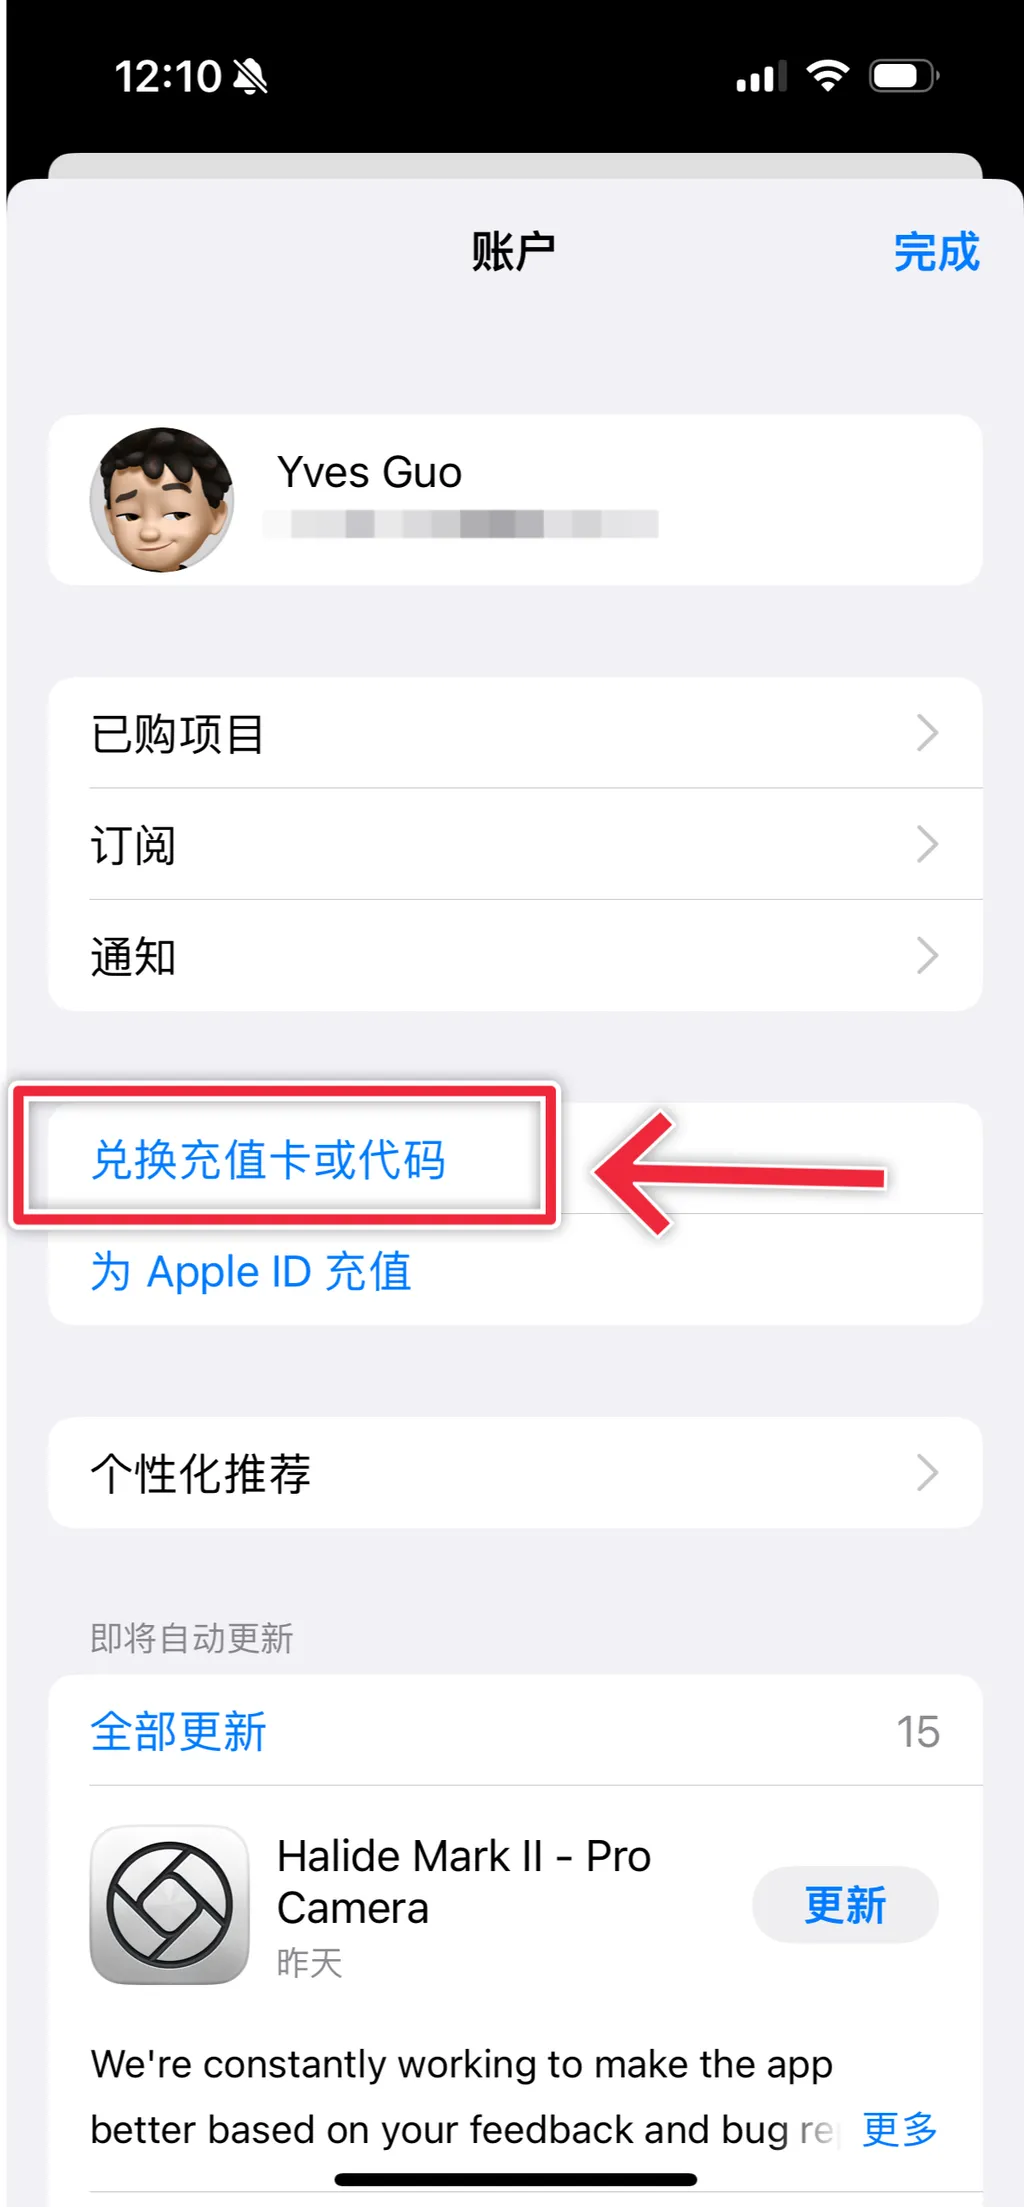 12:10
账户
完成
Yves Guo
已购项目
订阅
通知
兑换充值卡或代码
为 Apple ID 充值
个性化推荐
即将自动更新
全部更新
15
Halide Mark II - Pro
Camera
更新
昨天
We're constantly working to make the app
better based on your feedback and bug
更多